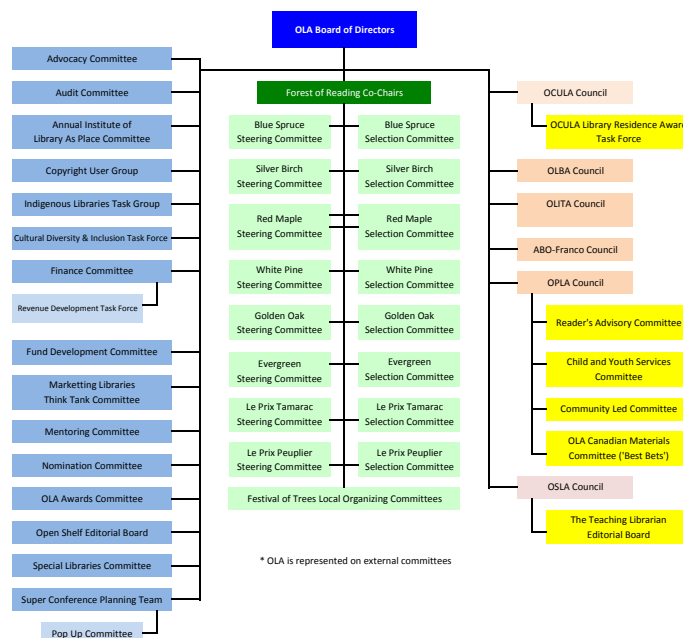 OLA Board of Directors
Advocacy Committee
Audit Committee
Annual Institute of
Library As Place Committee
Copyright User Group
Indigenous Libraries Task Group
Cultural Diversity & Inclusion Task Force
Finance Committee
Revenue Development Task Force
Fund Development Committee
Marketting Libraries
Think Tank Committee
Mentoring Committee
Nomination Committee
OLA Awards Committee
Open Shelf Editorial Board
Special Libraries Committee
Super Conference Planning Team
Pop Up Committee
Forest of Reading Co-Chairs
Blue Spruce
Steering Committee
Blue Spruce
Selection Committee
Silver Birch
Steering Committee
Silver Birch
Selection Committee
Red Maple
Steering Committee
Red Maple
Selection Committee
White Pine
Steering Committee
White Pine
Selection Committee
Golden Oak
Steering Committee
Golden Oak
Selection Committee
Evergreen
Steering Committee
Evergreen
Selection Committee
Le Prix Tamarac
Steering Committee
Le Prix Tamarac
Selection Committee
Le Prix Peuplier
Steering Committee
Le Prix Peuplier
Selection Committee
Festival of Trees Local Organizing Committees
* OLA is represented on external committees
OCULA Council
OCULA Library Residence Award
Task Force
OLBA Council
OLITA Council
ABO-Franco Council
OPLA Council
Reader's Advisory Committee
Child and Youth Services
Committee
Community Led Committee
OLA Canadian Materials
Committee ('Best Bets')
OSLA Council
The Teaching Librarian
Editorial Board